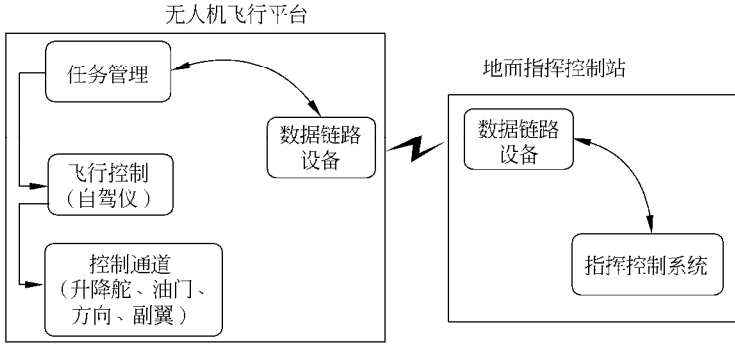 无人机飞行平台
任务管理
数据链路
设备
飞行控制
（自驾仪）
控制通道
（升降舵、油门、
方向、副翼）
地面指挥控制站
数据链路
设备
指挥控制系统